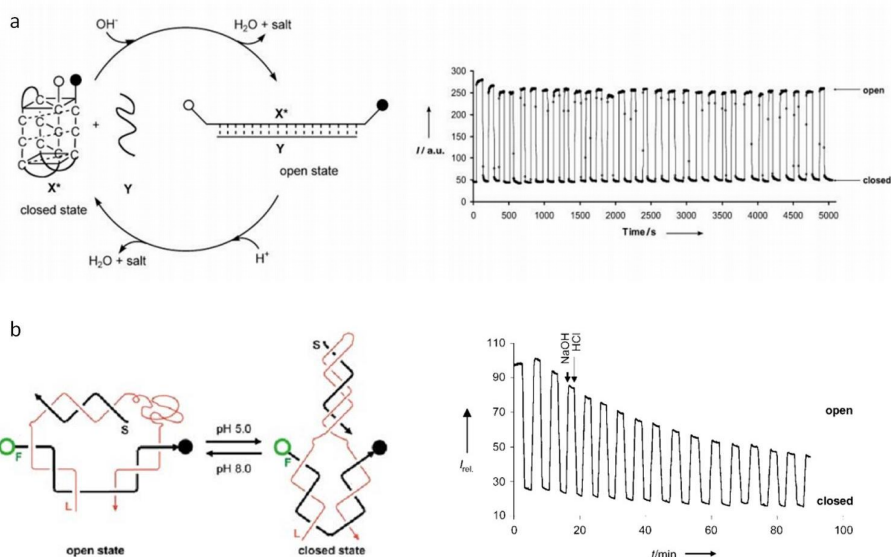 a
OH⁻
H₂O + salt
C C C C C C C C C C C C
X*
closed state
+
Y
X*
Y
open state
H₂O + salt
H⁺
300
250
200
150
100
50
0
I / a.u.
open
closed
0 500 1000 1500 2000 2500 3000 3500 4000 4500 5000
Time/s
b
S
F
L
open state
pH 5.0
pH 8.0
S
F
L
closed state
110
90
70
50
30
10
I rel.
NaOH
HCl
open
closed
0 20 40 60 80 100
t/min